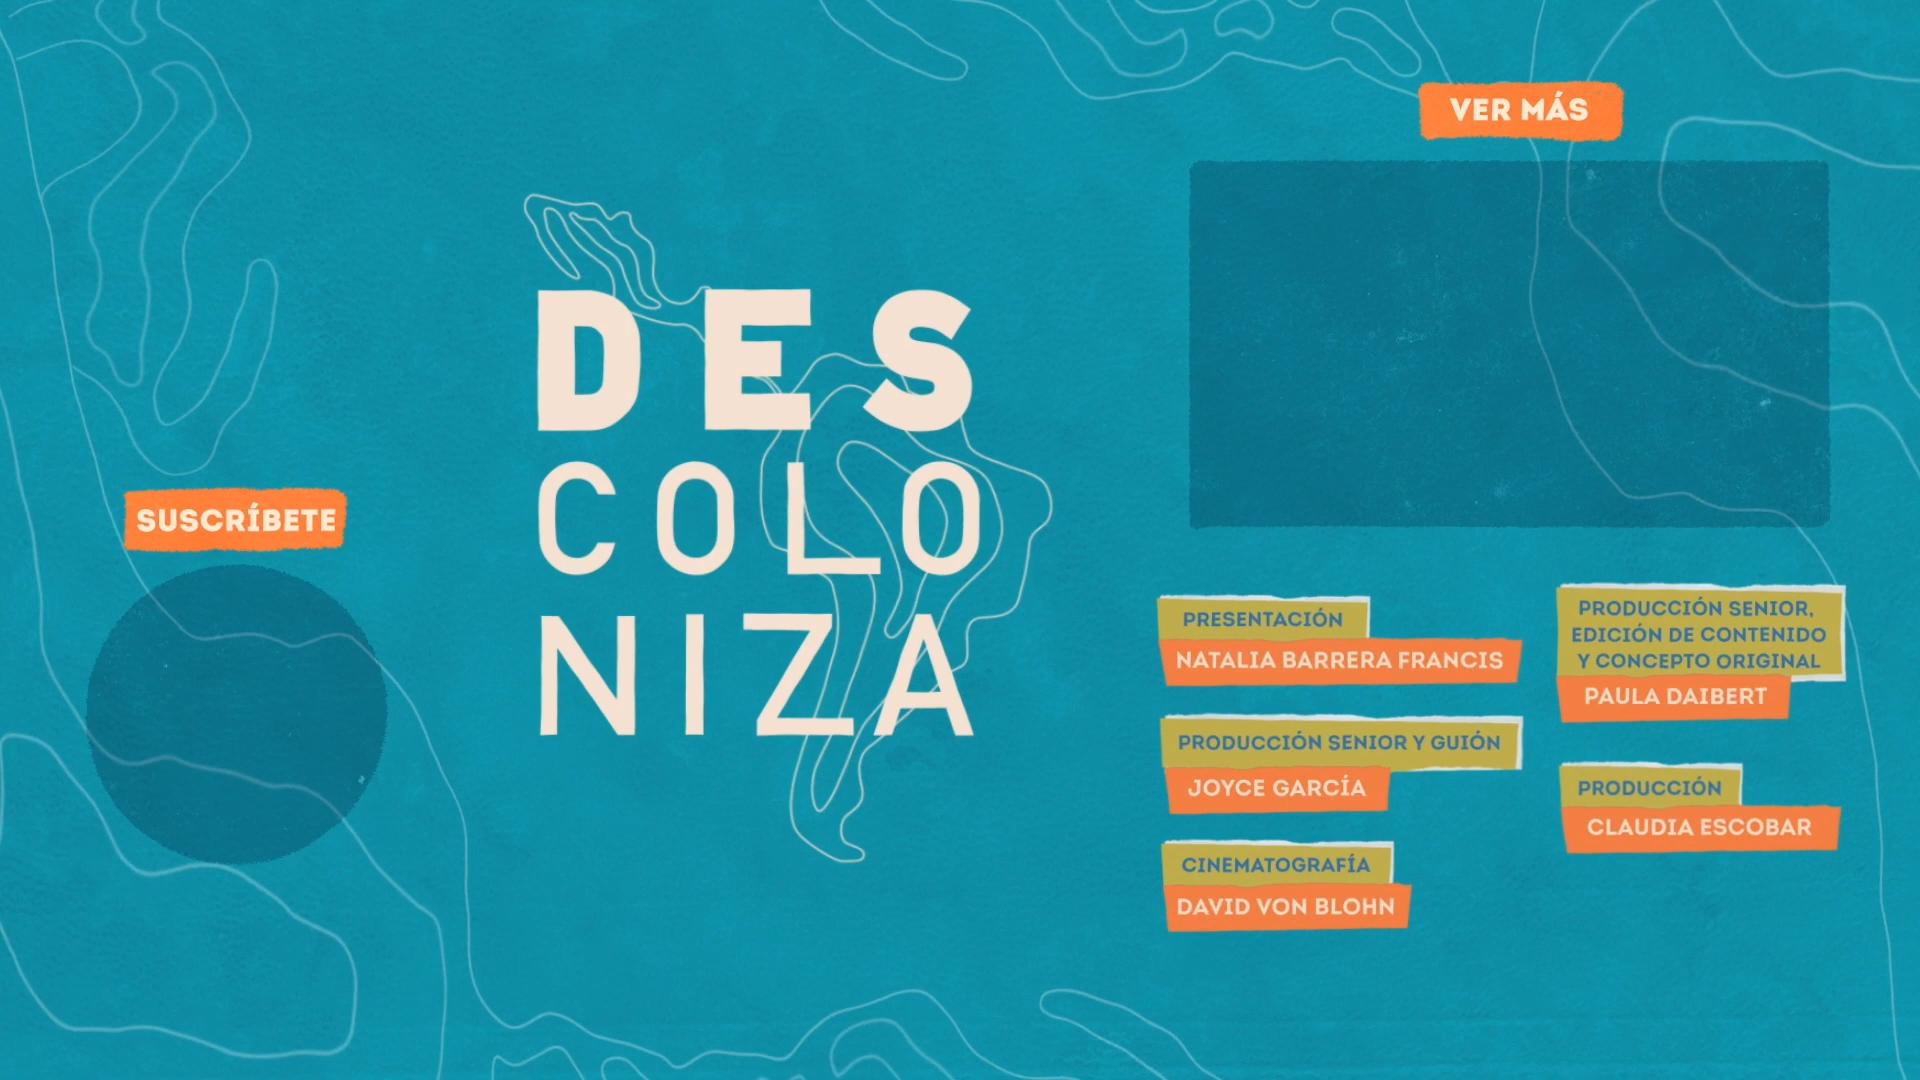 VER MÁS
DES
COLO
NIZA
SUSCRÍBETE
PRESENTACIÓN
NATALIA BARRERA FRANCIS
PRODUCCIÓN SENIOR Y GUIÓN
JOYCE GARCÍA
CINEMATOGRAFÍA
DAVID VON BLOHN
PRODUCCIÓN SENIOR,
EDICIÓN DE CONTENIDO
Y CONCEPTO ORIGINAL
PAULA DAIBERT
PRODUCCIÓN
CLAUDIA ESCOBAR